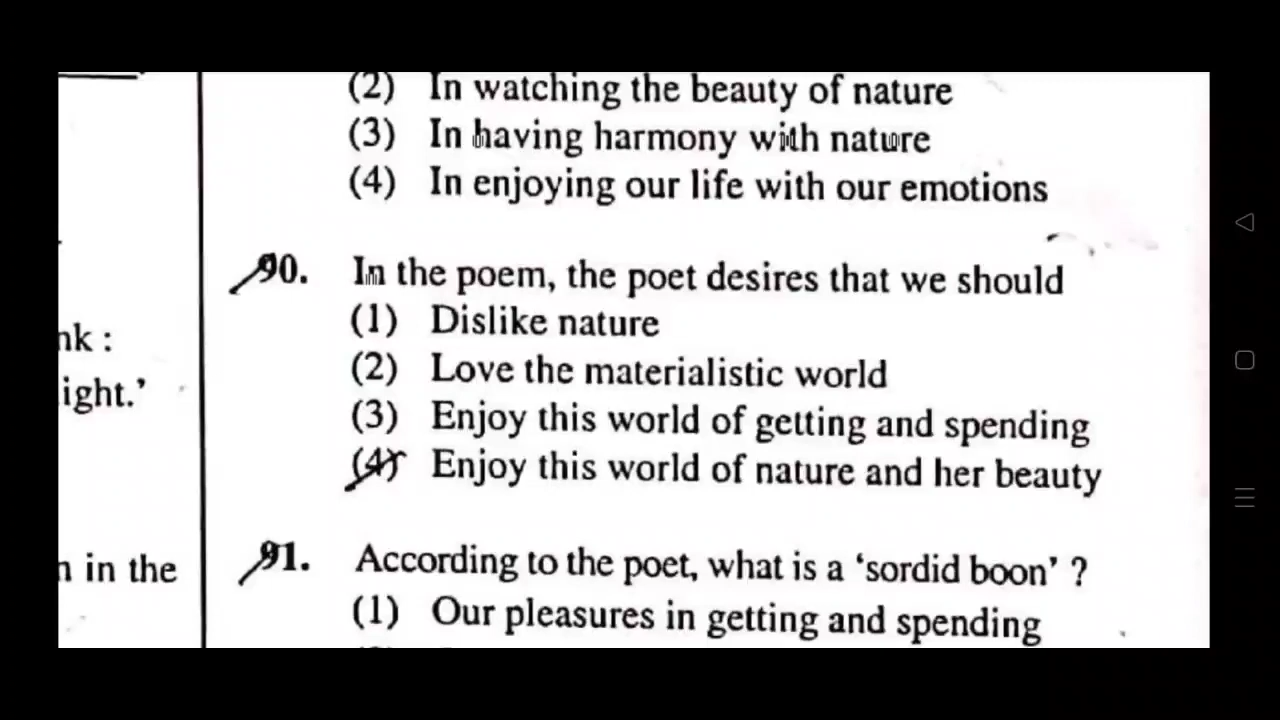 (2) In watching the beauty of nature
(3) In having harmony with nature
(4) In enjoying our life with our emotions
90. In the poem, the poet desires that we should
(1) Dislike nature
(2) Love the materialistic world
(3) Enjoy this world of getting and spending
(4) Enjoy this world of nature and her beauty
91. According to the poet, what is a ‘sordid boon’ ?
(1) Our pleasures in getting and spending
nk :
ight.’
n in the